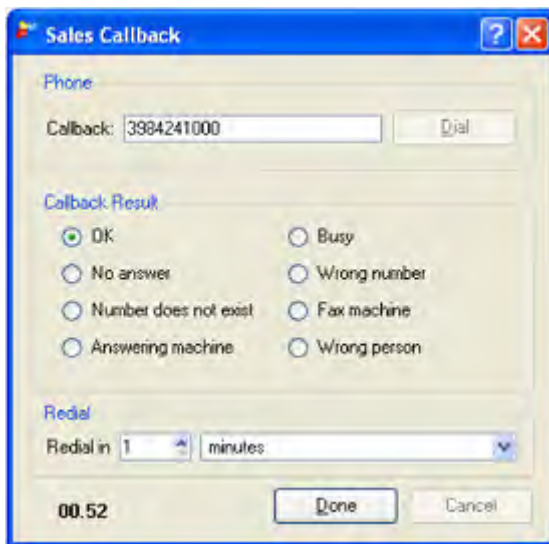 Sales Callback
Phone
Callback: 3984241000 Dial
Callback Result
OK Busy
No answer Wrong number
Number does not exist Fax machine
Answering machine Wrong person
Redial
Redial in 1 minutes
00.52 Done Cancel